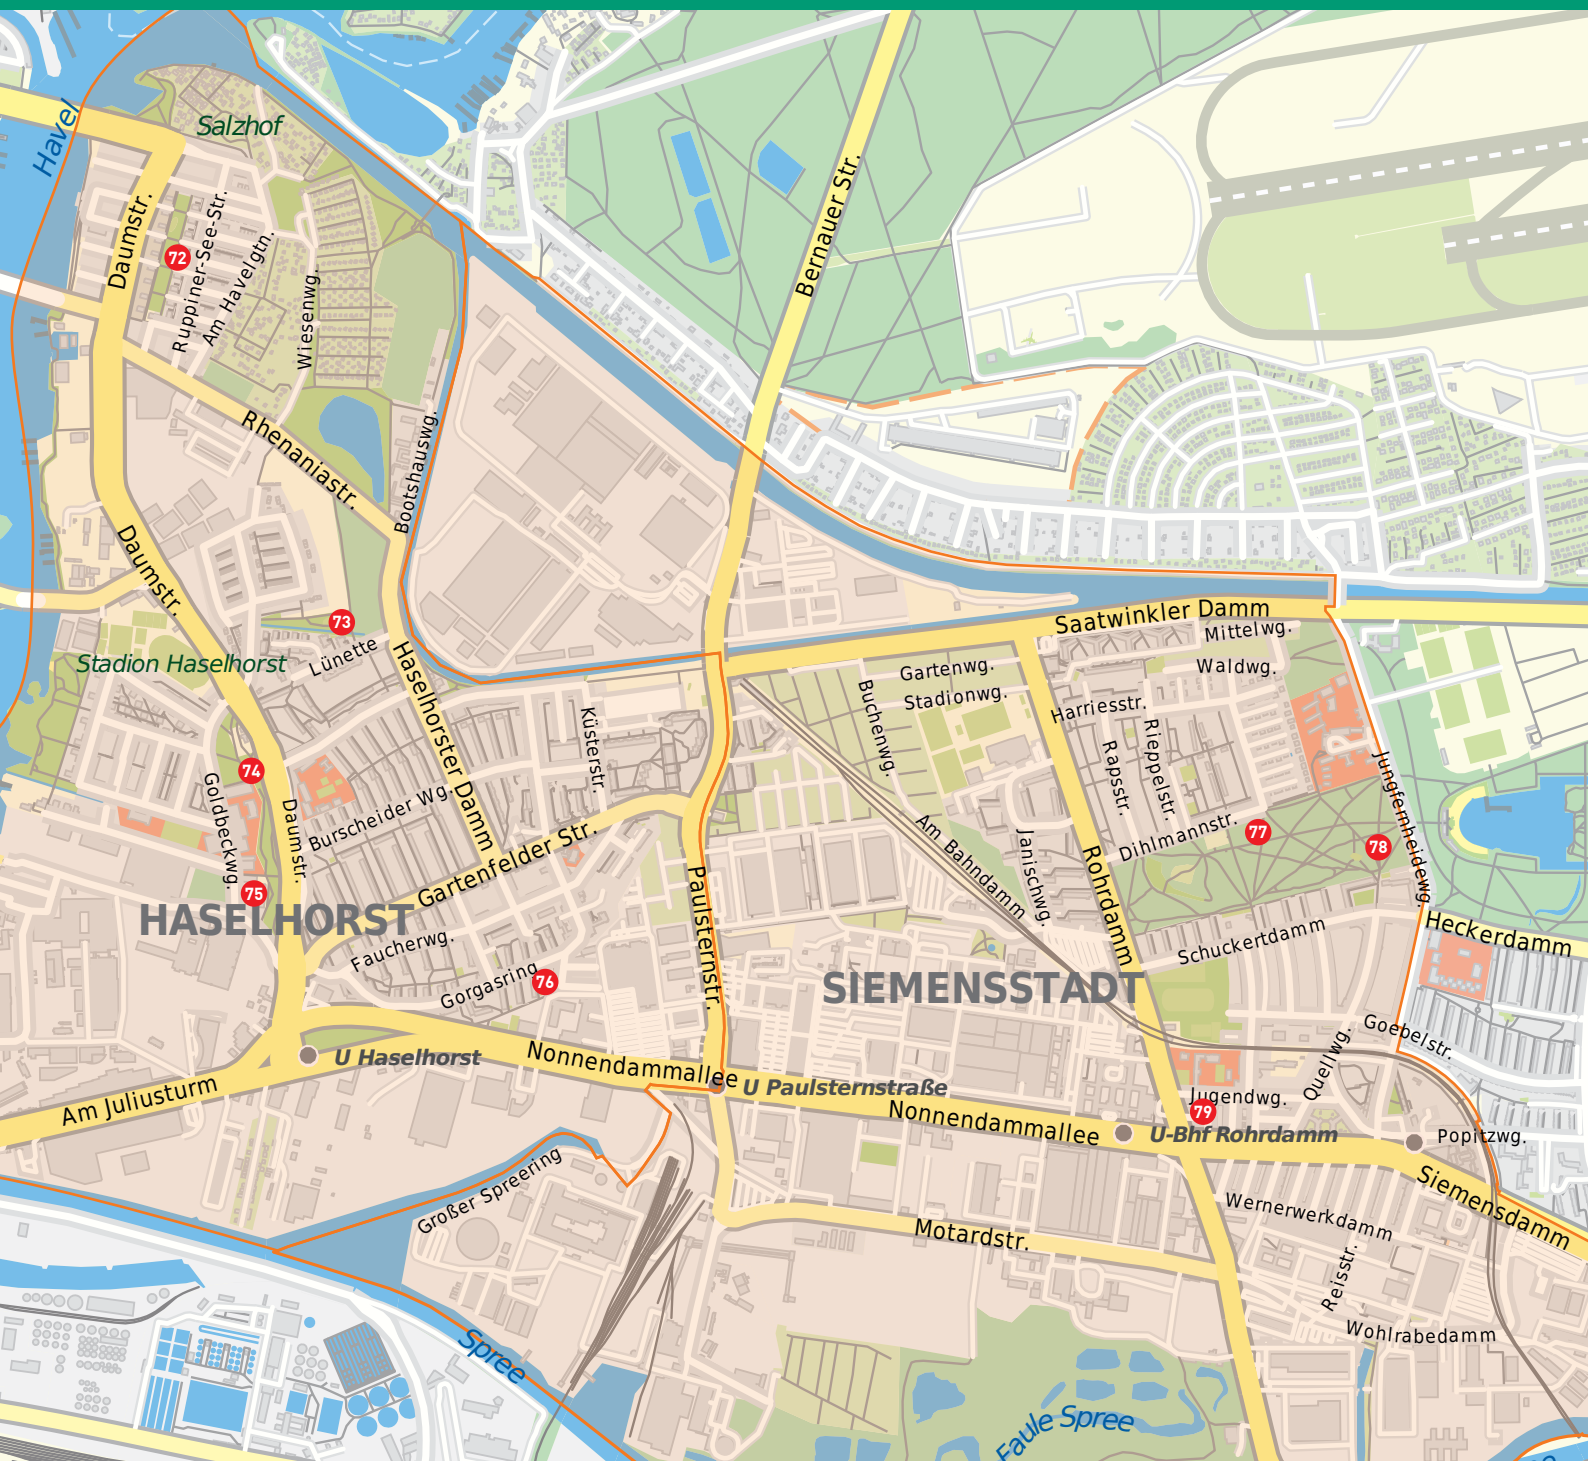 Havel
Salzhof
Daumstr.
72
Ruppiner-See-Str.
Am Havelgtn.
Wiesenwg.
Bernauer Str.
Rhenaniastr.
Bootshauswg.
Daumstr.
73
Lünette
Stadion Haselhorst
Haselhorster Damm
Saatwinkler Damm
Mittelwg.
Waldwg.
Gartenwg.
Stadionwg.
Buchenwg.
Harriesstr.
Rapsstr.
Rieppelstr.
Jungfernheidewg.
Küsterstr.
74
Goldbeckwg.
Daumstr.
Burscheider Wg.
Gartenfelder Str.
Am Bahndamm
Janischwg.
Dihlmannstr.
77
78
75
HASELHORST
Paulsternstr.
Rohrdamm
Heckerdamm
Faucherwg.
Gorgasring
76
SIEMENSSTADT
Schuckertdamm
Goebelstr.
Quellwg.
U Haselhorst
Nonnendammallee
U Paulsternstraße
Am Juliusturm
Jugendwg.
79
Nonnendammallee
U-Bhf Rohrdamm
Popitzwg.
Siemensdamm
Großer Spreering
Motardstr.
Wernerwerkdamm
Reisstr.
Wohlrabedamm
Spree
Faule Spree